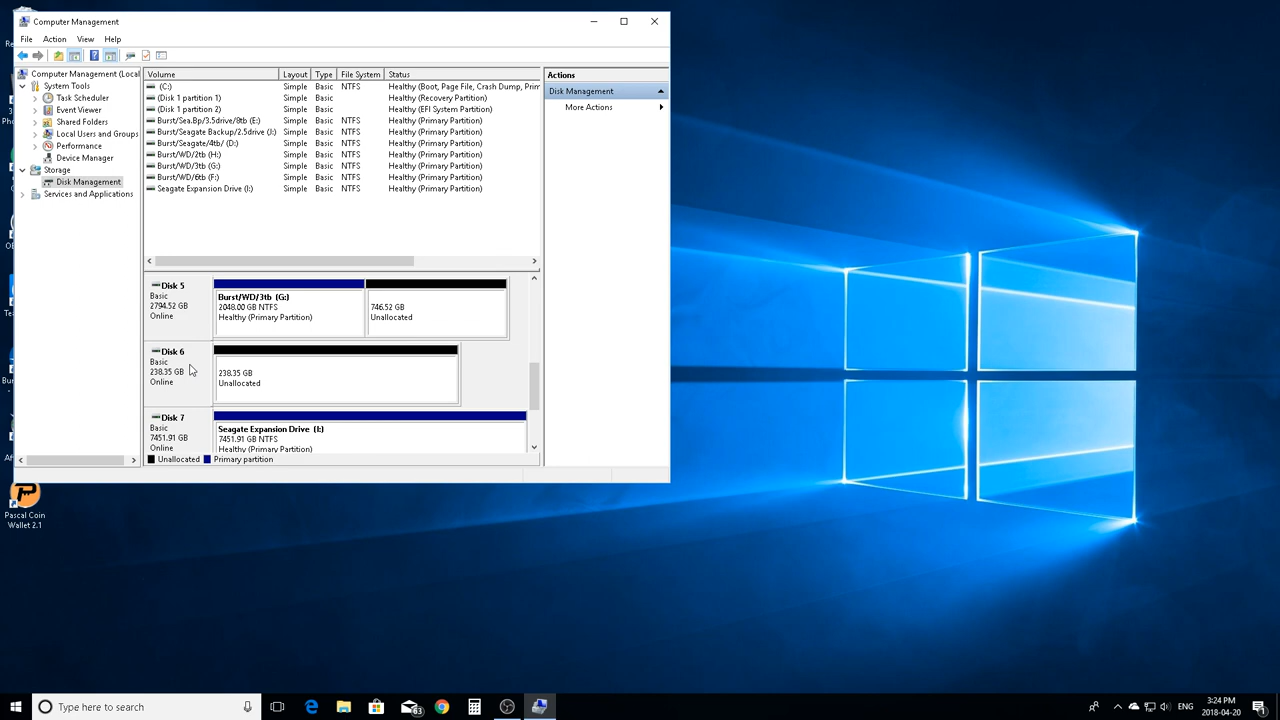 Computer Management
File Action View Help
Computer Management (Local
System Tools
Task Scheduler
Event Viewer
Shared Folders
Local Users and Groups
Performance
Device Manager
Storage
Disk Management
Services and Applications
Volume Layout Type File System Status
(C:) Simple Basic NTFS Healthy (Boot, Page File, Crash Dump, Prim
(Disk 1 partition 1) Simple Basic Healthy (Recovery Partition)
(Disk 1 partition 2) Simple Basic Healthy (EFI System Partition)
Burst/Sea.Bp/3.5drive/8tb (E:) Simple Basic NTFS Healthy (Primary Partition)
Burst/Seagate Backup/2.5drive (J:) Simple Basic NTFS Healthy (Primary Partition)
Burst/Seagate/4tb/ (D:) Simple Basic NTFS Healthy (Primary Partition)
Burst/WD/2tb (H:) Simple Basic NTFS Healthy (Primary Partition)
Burst/WD/3tb (G:) Simple Basic NTFS Healthy (Primary Partition)
Burst/WD/6tb (F:) Simple Basic NTFS Healthy (Primary Partition)
Seagate Expansion Drive (I:) Simple Basic NTFS Healthy (Primary Partition)
Disk 5
Basic
2794.52 GB
Online
Burst/WD/3tb (G:)
2048.00 GB NTFS
Healthy (Primary Partition)
746.52 GB
Unallocated
Disk 6
Basic
238.35 GB
Online
238.35 GB
Unallocated
Disk 7
Basic
7451.91 GB
Online
Seagate Expansion Drive (I:)
7451.91 GB NTFS
Healthy (Primary Partition)
Unallocated Primary partition
Actions
Disk Management
More Actions
Pascal Coin
Wallet 2.1
Type here to search
63
ENG
3:24 PM
2018-04-20
1